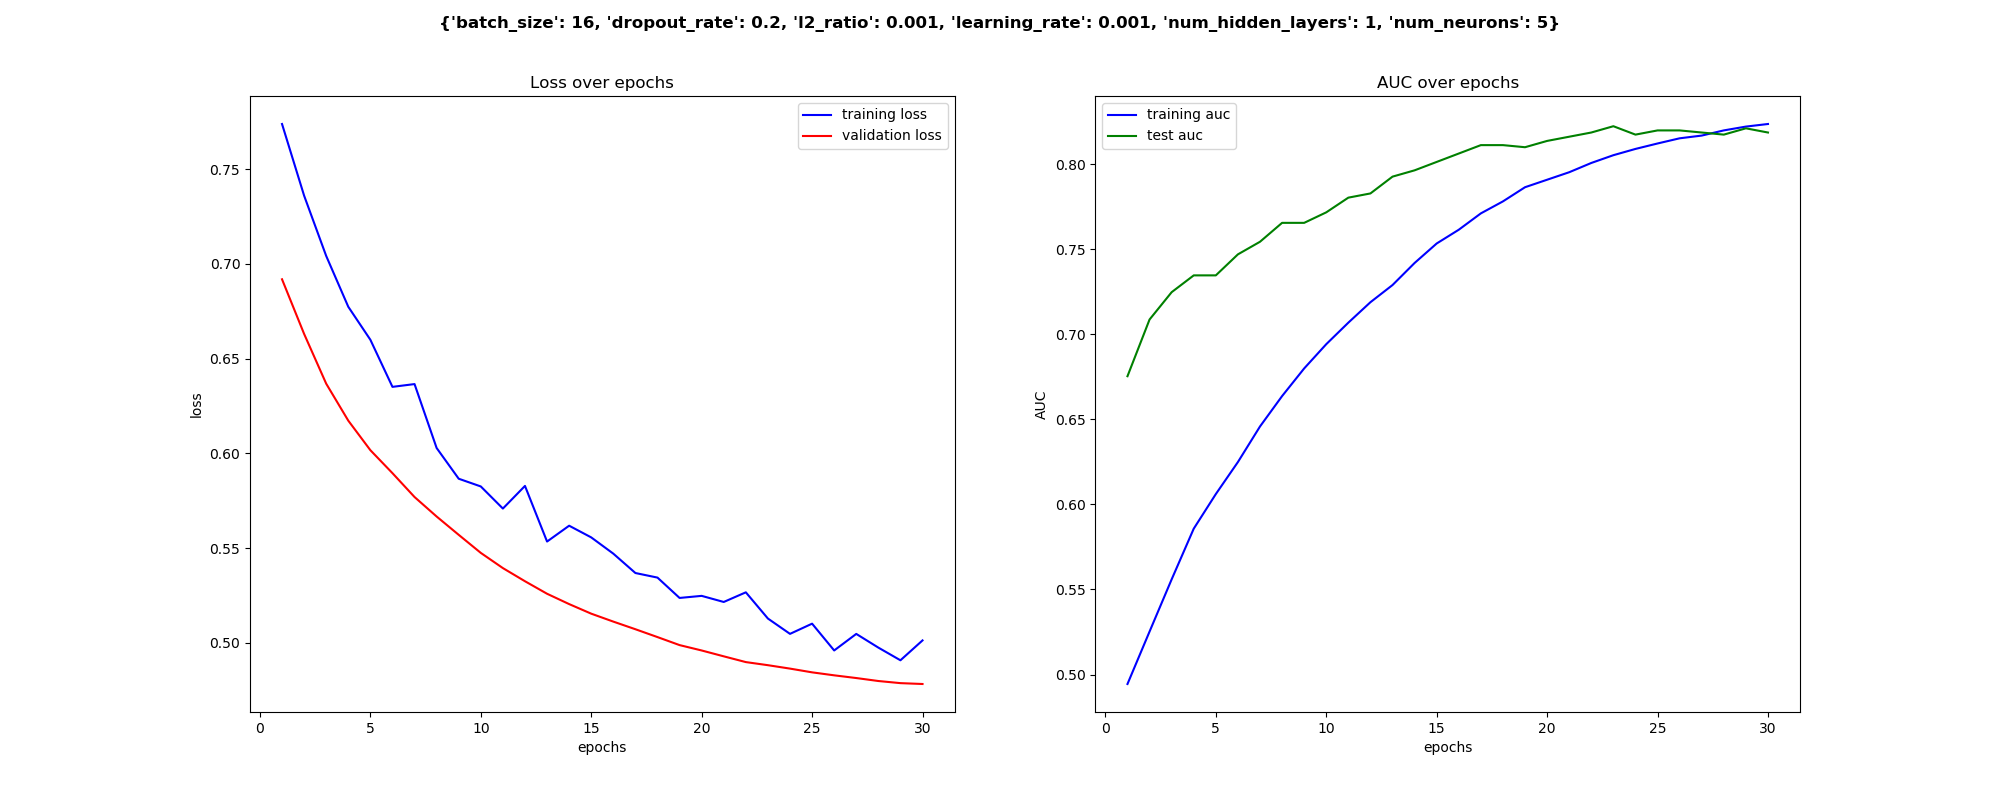 {'batch_size': 16, 'dropout_rate': 0.2, 'l2_ratio': 0.001, 'learning_rate': 0.001, 'num_hidden_layers': 1, 'num_neurons': 5}
Loss over epochs
training loss
validation loss
0.75
0.70
0.65
0.60
0.55
0.50
loss
0 5 10 15 20 25 30
epochs
AUC over epochs
training auc
test auc
0.80
0.75
0.70
0.65
0.60
0.55
0.50
AUC
0 5 10 15 20 25 30
epochs